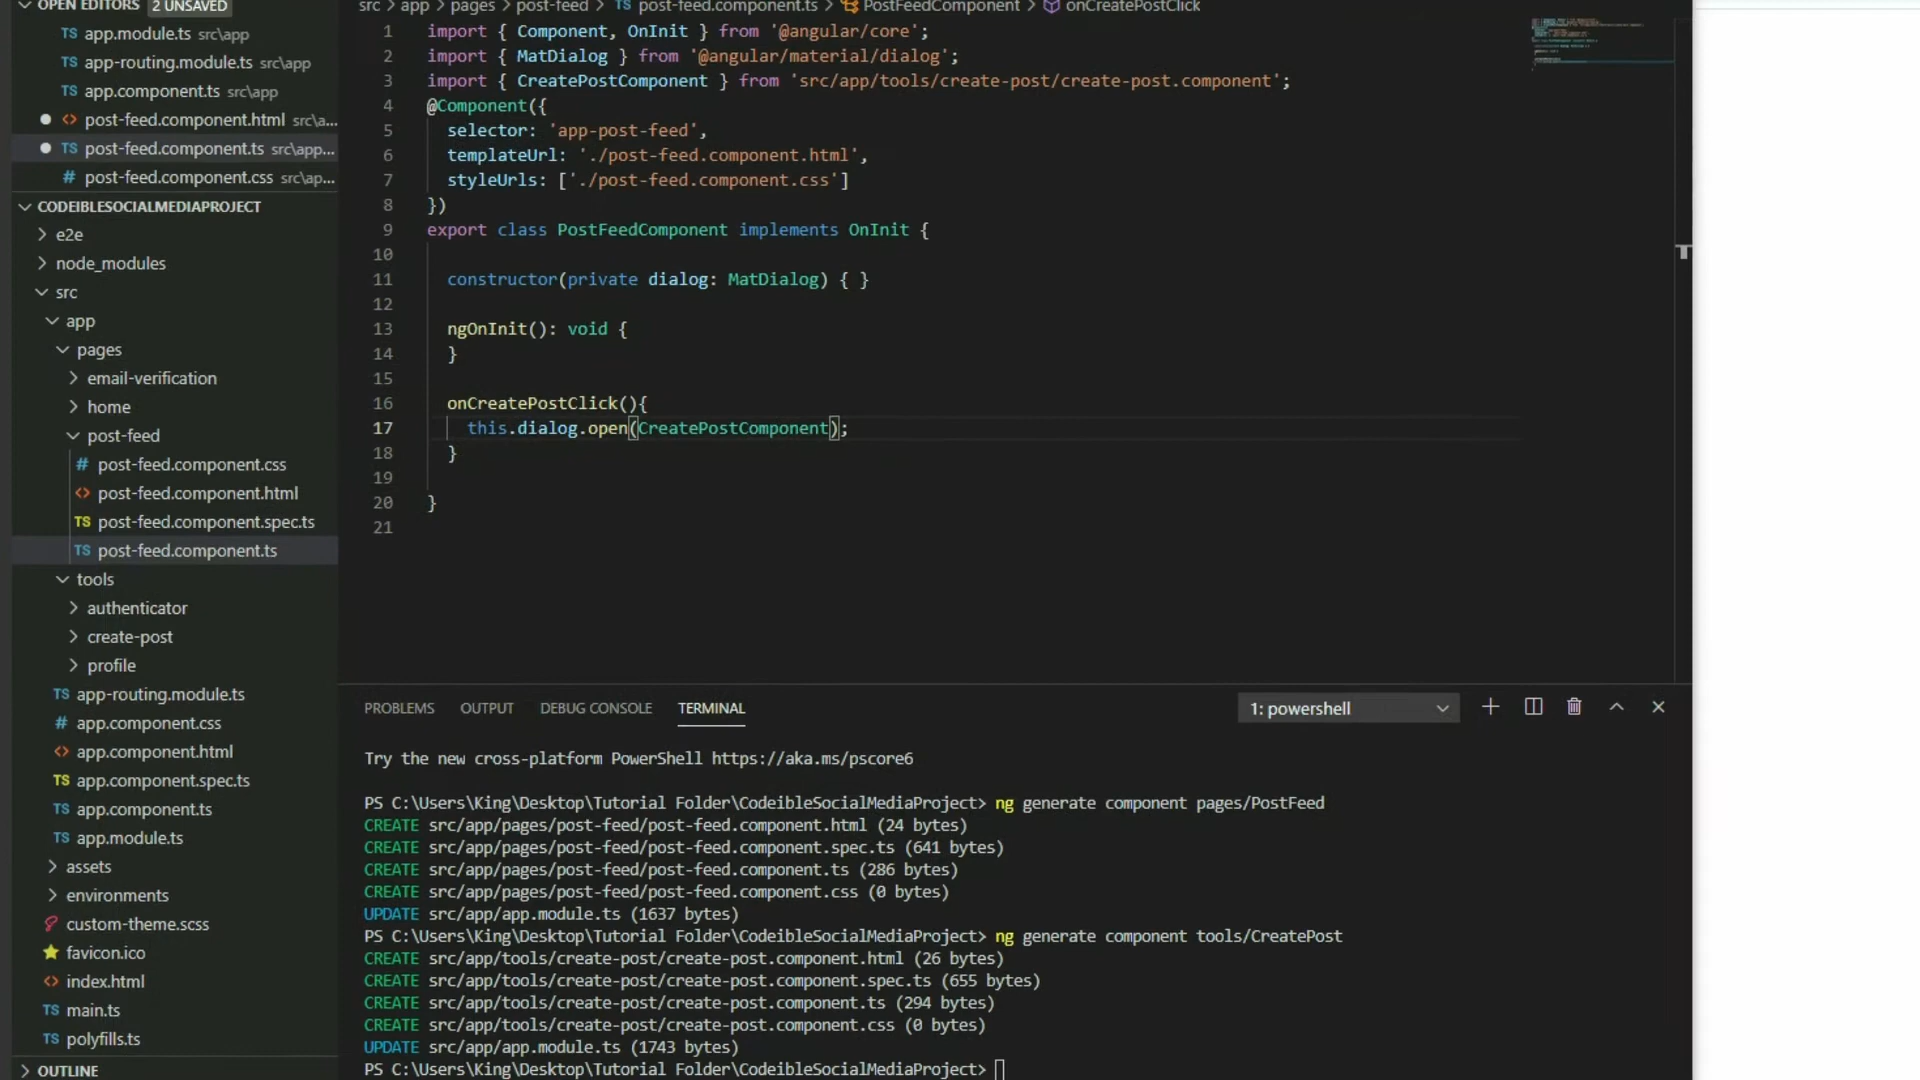 OPEN EDITORS 2 UNSAVED
TS app.module.ts src\app
TS app-routing.module.ts src\app
TS app.component.ts src\app
<> post-feed.component.html src\a...
TS post-feed.component.ts src\app...
# post-feed.component.css src\ap...
CODEIBLESOCIALMEDIAPROJECT
e2e
node_modules
src
app
pages
email-verification
home
post-feed
# post-feed.component.css
<> post-feed.component.html
TS post-feed.component.spec.ts
TS post-feed.component.ts
tools
authenticator
create-post
profile
TS app-routing.module.ts
# app.component.css
<> app.component.html
TS app.component.spec.ts
TS app.component.ts
TS app.module.ts
assets
environments
custom-theme.scss
favicon.ico
<> index.html
TS main.ts
TS polyfills.ts
OUTLINE
src > app > pages > post-feed > TS post-feed.component.ts > PostFeedComponent > onCreatePostClick
1 import { Component, OnInit } from '@angular/core';
2 import { MatDialog } from '@angular/material/dialog';
3 import { CreatePostComponent } from 'src/app/tools/create-post/create-post.component';
4 @Component({
5 selector: 'app-post-feed',
6 templateUrl: './post-feed.component.html',
7 styleUrls: ['./post-feed.component.css']
8 })
9 export class PostFeedComponent implements OnInit {
10
11 constructor(private dialog: MatDialog) { }
12
13 ngOnInit(): void {
14 }
15
16 onCreatePostClick(){
17 this.dialog.open(CreatePostComponent);
18 }
19
20 }
21
PROBLEMS OUTPUT DEBUG CONSOLE TERMINAL 1: powershell
Try the new cross-platform PowerShell https://aka.ms/pscore6
PS C:\Users\King\Desktop\Tutorial Folder\CodeibleSocialMediaProject> ng generate component pages/PostFeed
CREATE src/app/pages/post-feed/post-feed.component.html (24 bytes)
CREATE src/app/pages/post-feed/post-feed.component.spec.ts (641 bytes)
CREATE src/app/pages/post-feed/post-feed.component.ts (286 bytes)
CREATE src/app/pages/post-feed/post-feed.component.css (0 bytes)
UPDATE src/app/app.module.ts (1637 bytes)
PS C:\Users\King\Desktop\Tutorial Folder\CodeibleSocialMediaProject> ng generate component tools/CreatePost
CREATE src/app/tools/create-post/create-post.component.html (26 bytes)
CREATE src/app/tools/create-post/create-post.component.spec.ts (655 bytes)
CREATE src/app/tools/create-post/create-post.component.ts (294 bytes)
CREATE src/app/tools/create-post/create-post.component.css (0 bytes)
UPDATE src/app/app.module.ts (1743 bytes)
PS C:\Users\King\Desktop\Tutorial Folder\CodeibleSocialMediaProject>